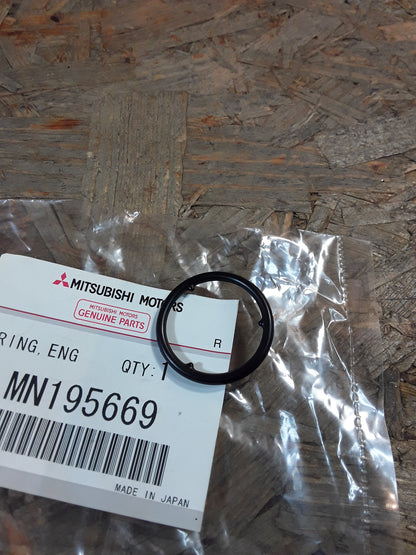 MITSUBISHI MOTORS
MITSUBISHI MOTORS
GENUINE PARTS
R
RING, ENG
QTY: 1
MN195669
MADE IN JAPAN